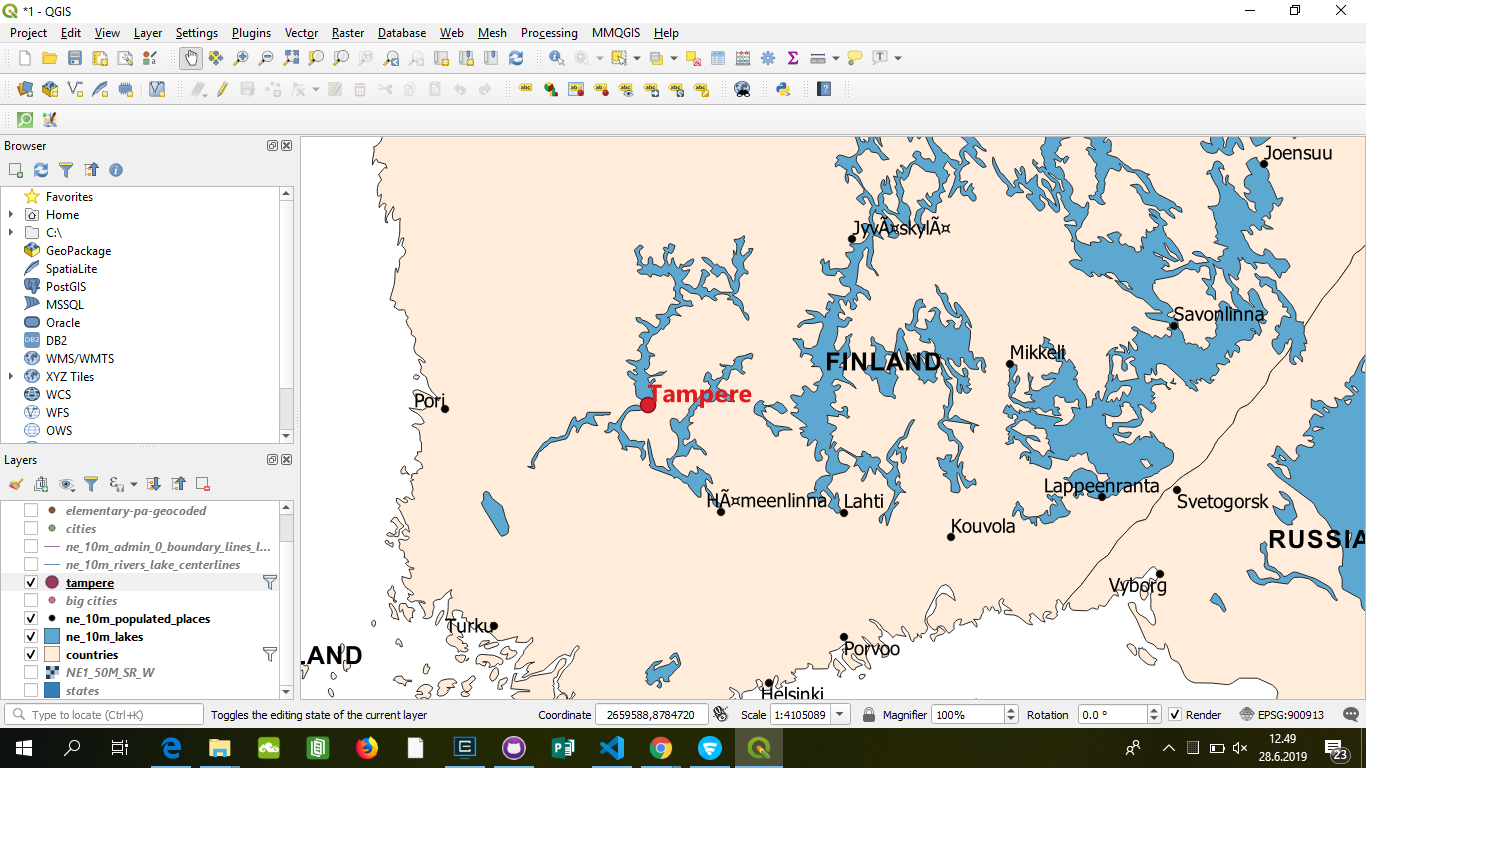 *1 - QGIS
Project Edit View Layer Settings Plugins Vector Raster Database Web Mesh Processing MMQGIS Help
Browser
Favorites
Home
C:\
GeoPackage
SpatiaLite
PostGIS
MSSQL
Oracle
DB2
WMS/WMTS
XYZ Tiles
WCS
WFS
OWS
Layers
elementary-pa-geocoded
cities
ne_10m_admin_0_boundary_lines_l...
ne_10m_rivers_lake_centerlines
tampere
big cities
ne_10m_populated_places
ne_10m_lakes
countries
NE1_50M_SR_W
states
Joensuu
JyvÃ¤skylÃ¤
Savonlinna
FINLAND
Mikkeli
Tampere
Pori
Lappeenranta
HÃ¤meenlinna
Lahti
Svetogorsk
Kouvola
RUSSIA
Vyborg
Turku
Porvoo
LAND
Helsinki
Type to locate (Ctrl+K)
Toggles the editing state of the current layer
Coordinate 2659588,8784720
Scale 1:4105089
Magnifier 100%
Rotation 0.0 °
Render
EPSG:900913
12.49
28.6.2019
23